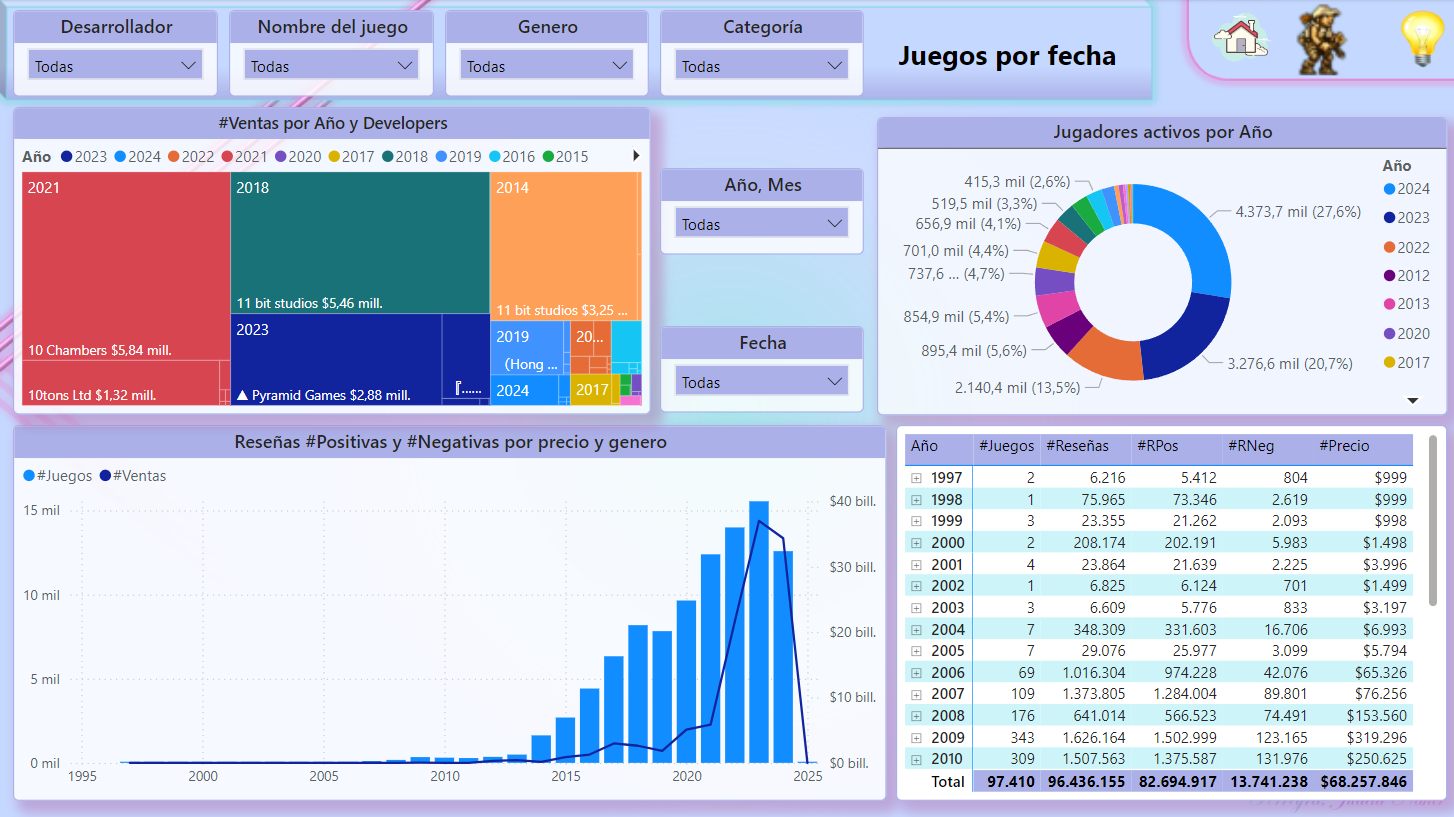 Desarrollador
Todas
Nombre del juego
Todas
Genero
Todas
Categoría
Todas
Juegos por fecha
#Ventas por Año y Developers
Año 2023 2024 2022 2021 2020 2017 2018 2019 2016 2015
2021
10 Chambers $5,84 mill.
10tons Ltd $1,32 mill.
2018
11 bit studios $5,46 mill.
2023
▲ Pyramid Games $2,88 mill.
2014
11 bit studios $3,25 ...
2019
(Hong ...
2024
20...
2017
Año, Mes
Todas
Fecha
Todas
Jugadores activos por Año
415,3 mil (2,6%)
519,5 mil (3,3%)
656,9 mil (4,1%)
701,0 mil (4,4%)
737,6 ... (4,7%)
854,9 mil (5,4%)
895,4 mil (5,6%)
2.140,4 mil (13,5%)
4.373,7 mil (27,6%)
3.276,6 mil (20,7%)
Año
2024
2023
2022
2012
2013
2020
2017
Reseñas #Positivas y #Negativas por precio y genero
#Juegos #Ventas
15 mil
10 mil
5 mil
0 mil
$40 bill.
$30 bill.
$20 bill.
$10 bill.
$0 bill.
1995 2000 2005 2010 2015 2020 2025
Año #Juegos #Reseñas #RPos #RNeg #Precio
1997 2 6.216 5.412 804 $999
1998 1 75.965 73.346 2.619 $999
1999 3 23.355 21.262 2.093 $998
2000 2 208.174 202.191 5.983 $1.498
2001 4 23.864 21.639 2.225 $3.996
2002 1 6.825 6.124 701 $1.499
2003 3 6.609 5.776 833 $3.197
2004 7 348.309 331.603 16.706 $6.993
2005 7 29.076 25.977 3.099 $5.794
2006 69 1.016.304 974.228 42.076 $65.326
2007 109 1.373.805 1.284.004 89.801 $76.256
2008 176 641.014 566.523 74.491 $153.560
2009 343 1.626.164 1.502.999 123.165 $319.296
2010 309 1.507.563 1.375.587 131.976 $250.625
Total 97.410 96.436.155 82.694.917 13.741.238 $68.257.846